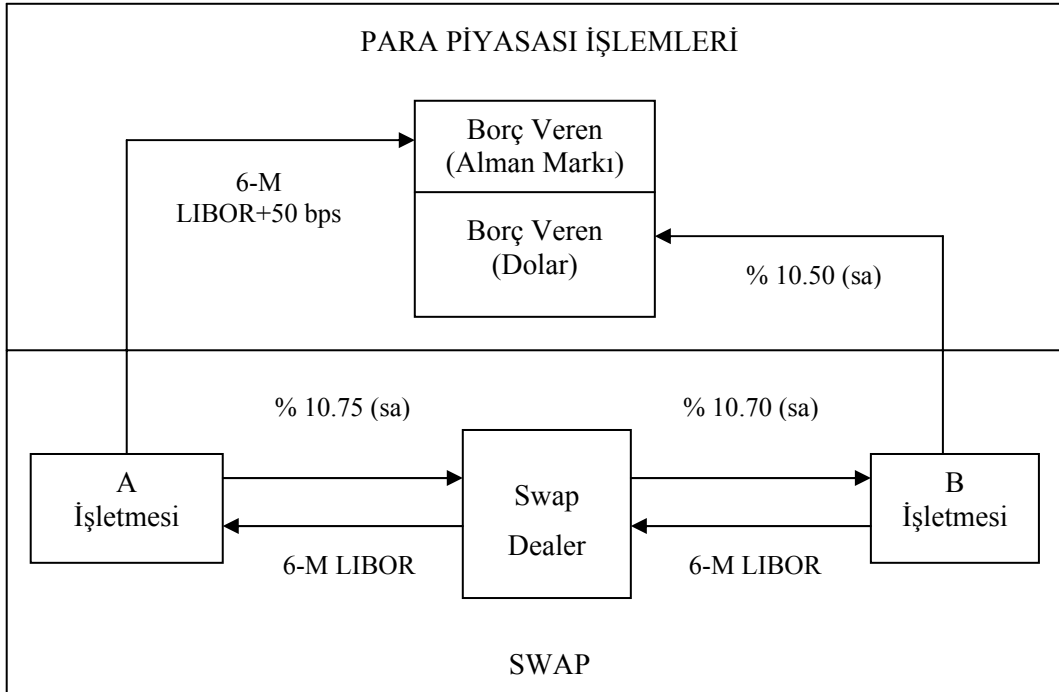 PARA PİYASASI İŞLEMLERİ
Borç Veren
(Alman Markı)
6-M
LIBOR+50 bps
Borç Veren
(Dolar)
% 10.50 (sa)
% 10.75 (sa)
% 10.70 (sa)
A
İşletmesi
Swap
Dealer
B
İşletmesi
6-M LIBOR
6-M LIBOR
SWAP